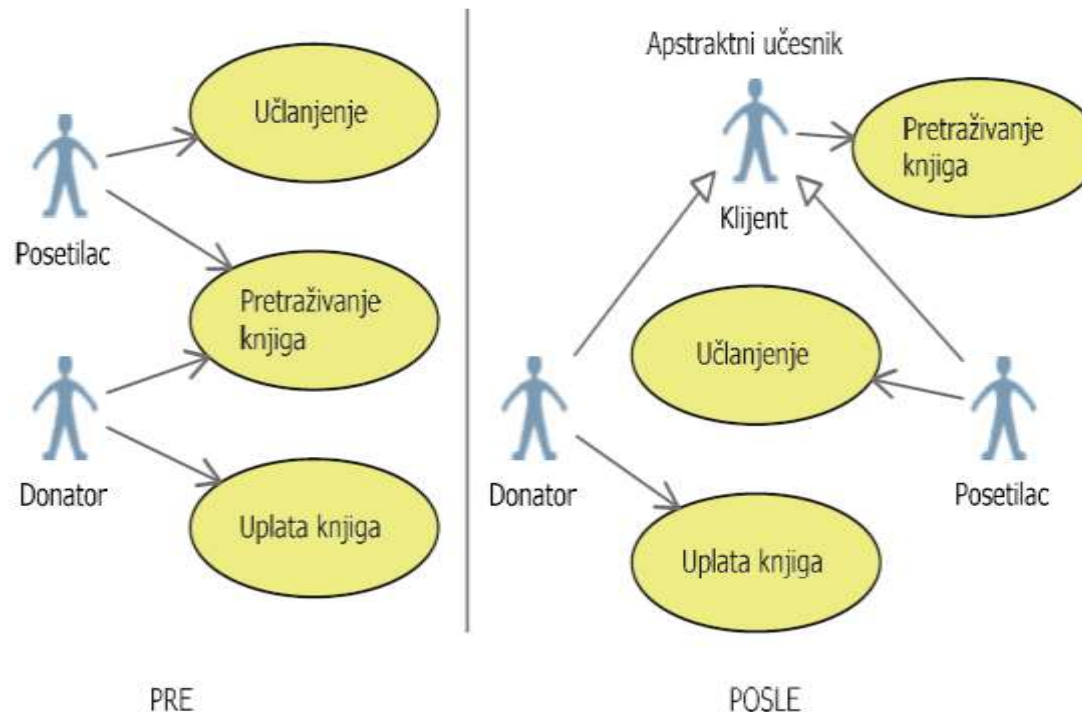 Učlanjenje
Posetilac
Pretraživanje
knjiga
Donator
Uplata knjiga
PRE
Apstraktni učesnik
Pretraživanje
knjiga
Klijent
Učlanjenje
Donator
Posetilac
Uplata knjiga
POSLE